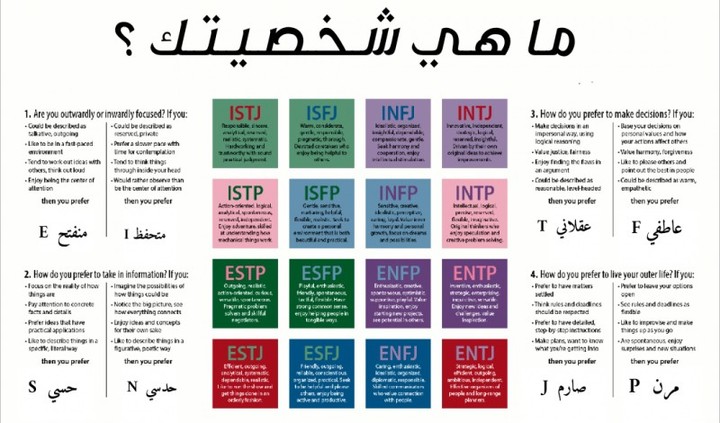 ما هي شخصيتك ؟
1. Are you outwardly or inwardly focused? If you:
• Could be described as
talkative, outgoing
• Like to be in a fast-paced
environment
• Tend to work out ideas with
others, think out loud
• Enjoy being the center of
attention
then you prefer
E منفتح
• Could be described as
reserved, private
• Prefer a slower pace with
time for contemplation
• Tend to think things
through inside your head
• Would rather observe than
be the center of attention
then you prefer
I متحفظ
2. How do you prefer to take in information? If you:
• Focus on the reality of how
things are
• Pay attention to concrete
facts and details
• Prefer ideas that have
practical applications
• Like to describe things in a
specific, literal way
then you prefer
S حسي
• Imagine the possibilities of
how things could be
• Notice the big picture, see
how everything connects
• Enjoy ideas and concepts
for their own sake
• Like to describe things in a
figurative, poetic way
then you prefer
N حدسي
ISTJ
Responsible, sincere,
analytical, reserved,
realistic, systematic.
Hardworking and
trustworthy with sound
practical judgment.
ISFJ
Warm, considerate,
gentle, responsible,
pragmatic, thorough.
Devoted caretakers who
enjoy being helpful to
others.
INFJ
Idealistic, organized,
insightful, dependable,
compassionate, gentle.
Seek harmony and
cooperation, enjoy
intellectual stimulation.
INTJ
Innovative, independent,
strategic, logical,
reserved, insightful.
Driven by their own
original ideas to achieve
improvements.
ISTP
Action-oriented, logical,
analytical, spontaneous,
reserved, independent.
Enjoy adventure, skilled
at understanding how
mechanical things work.
ISFP
Gentle, sensitive,
nurturing, helpful,
flexible, realistic. Seek to
create a personal
environment that is both
beautiful and practical.
INFP
Sensitive, creative,
idealistic, perceptive,
caring, loyal. Value inner
harmony and personal
growth, focus on dreams
and possibilities.
INTP
Intellectual, logical,
precise, reserved,
flexible, imaginative.
Original thinkers who
enjoy speculation and
creative problem solving.
ESTP
Outgoing, realistic,
action-oriented, curious,
versatile, spontaneous.
Pragmatic problem
solvers and skillful
negotiators.
ESFP
Playful, enthusiastic,
friendly, spontaneous,
tactful, flexible. Have
strong common sense,
enjoy helping people in
tangible ways.
ENFP
Enthusiastic, creative,
spontaneous, optimistic,
supportive, playful. Value
inspiration, enjoy
starting new projects,
see potential in others.
ENTP
Inventive, enthusiastic,
strategic, enterprising,
inquisitive, versatile.
Enjoy new ideas and
challenges, value
inspiration.
ESTJ
Efficient, outgoing,
analytical, systematic,
dependable, realistic.
Like to run the show and
get things done in an
orderly fashion.
ESFJ
Friendly, outgoing,
reliable, conscientious,
organized, practical. Seek
to be helpful and please
others, enjoy being
active and productive.
ENFJ
Caring, enthusiastic,
idealistic, organized,
diplomatic, responsible.
Skilled communicators
who value connection
with people.
ENTJ
Strategic, logical,
efficient, outgoing,
ambitious, independent.
Effective organizers of
people and long-range
planners.
3. How do you prefer to make decisions? If you:
• Make decisions in an
impersonal way, using
logical reasoning
• Value justice, fairness
• Enjoy finding the flaws in
an argument
• Could be described as
reasonable, level-headed
then you prefer
T عقلاني
• Base your decisions on
personal values and how
your actions affect others
• Value harmony, forgiveness
• Like to please others and
point out the best in people
• Could be described as warm,
empathetic
then you prefer
F عاطفي
4. How do you prefer to live your outer life? If you:
• Prefer to have matters
settled
• Think rules and deadlines
should be respected
• Prefer to have detailed,
step-by-step instructions
• Make plans, want to know
what you're getting into
then you prefer
J صارم
• Prefer to leave your options
open
• See rules and deadlines as
flexible
• Like to improvise and make
things up as you go
• Are spontaneous, enjoy
surprises and new situations
then you prefer
P مرن